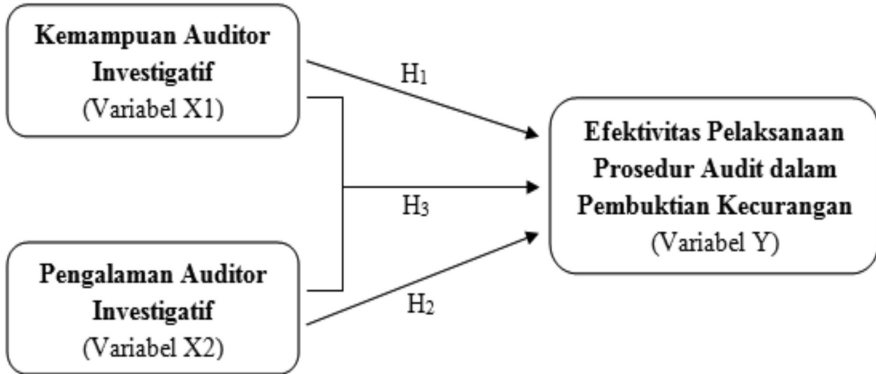 Kemampuan Auditor
Investigatif
(Variabel X1)
H1
Efektivitas Pelaksanaan
Prosedur Audit dalam
Pembuktian Kecurangan
(Variabel Y)
H3
Pengalaman Auditor
Investigatif
(Variabel X2)
H2